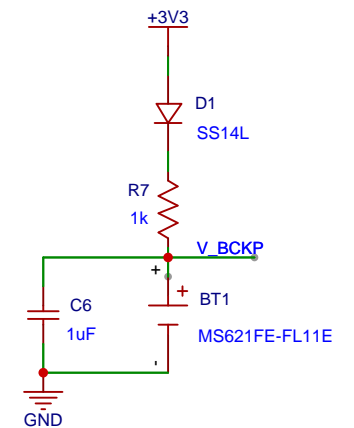 +3V3
D1
SS14L
R7
1k
V_BCKP
+
+
BT1
C6
1uF
MS621FE-FL11E
-
GND